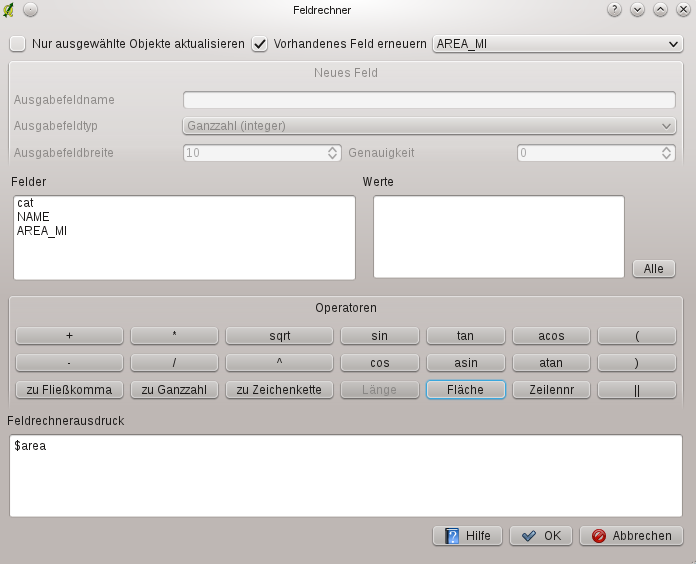 Feldrechner
Nur ausgewählte Objekte aktualisieren Vorhandenes Feld erneuern AREA_MI
Neues Feld
Ausgabefeldname
Ausgabefeldtyp Ganzzahl (integer)
Ausgabefeldbreite 10 Genauigkeit 0
Felder Werte
cat
NAME
AREA_MI
Alle
Operatoren
+ * sqrt sin tan acos (
- / ^ cos asin atan )
zu Fließkomma zu Ganzzahl zu Zeichenkette Länge Fläche Zeilennr ||
Feldrechnerausdruck
$area
Hilfe OK Abbrechen